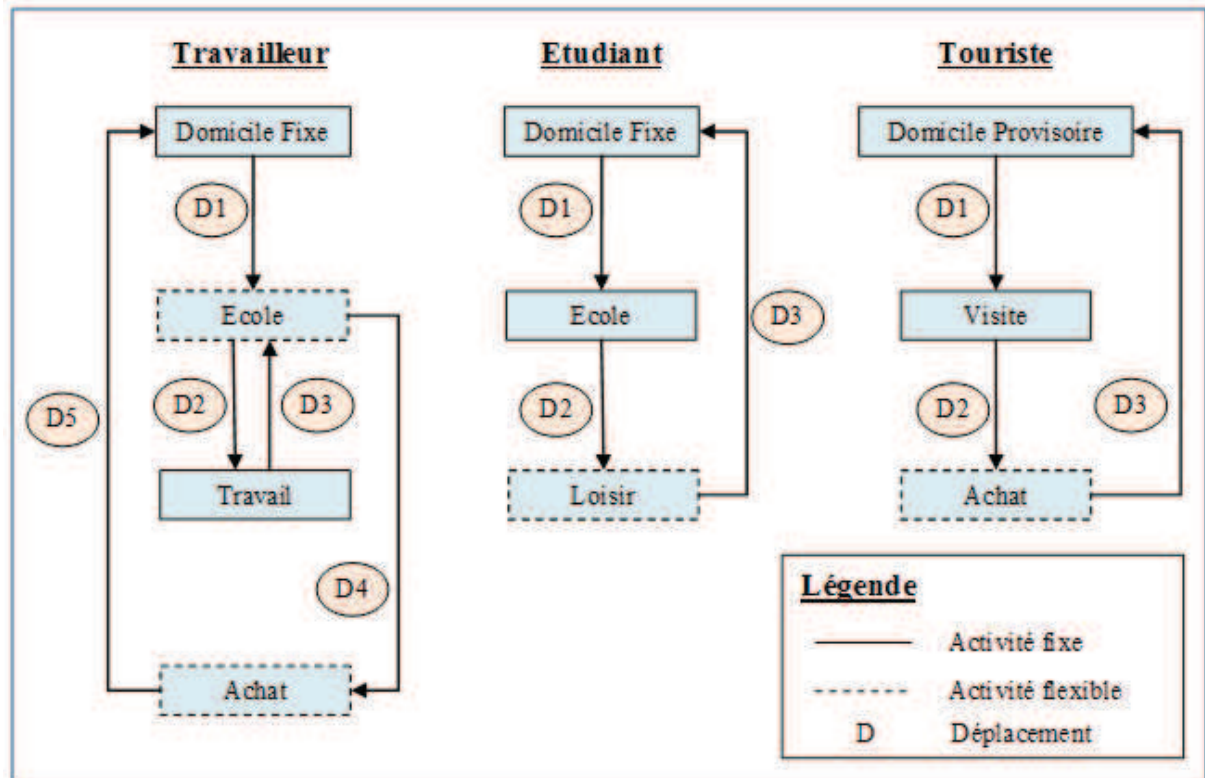 Travailleur
Domicile Fixe
D1
Ecole
D2
D3
D5
Travail
D4
Achat
Etudiant
Domicile Fixe
D1
Ecole
D3
D2
Loisir
Touriste
Domicile Provisoire
D1
Visite
D2
D3
Achat
Légende
Activité fixe
Activité flexible
D Déplacement